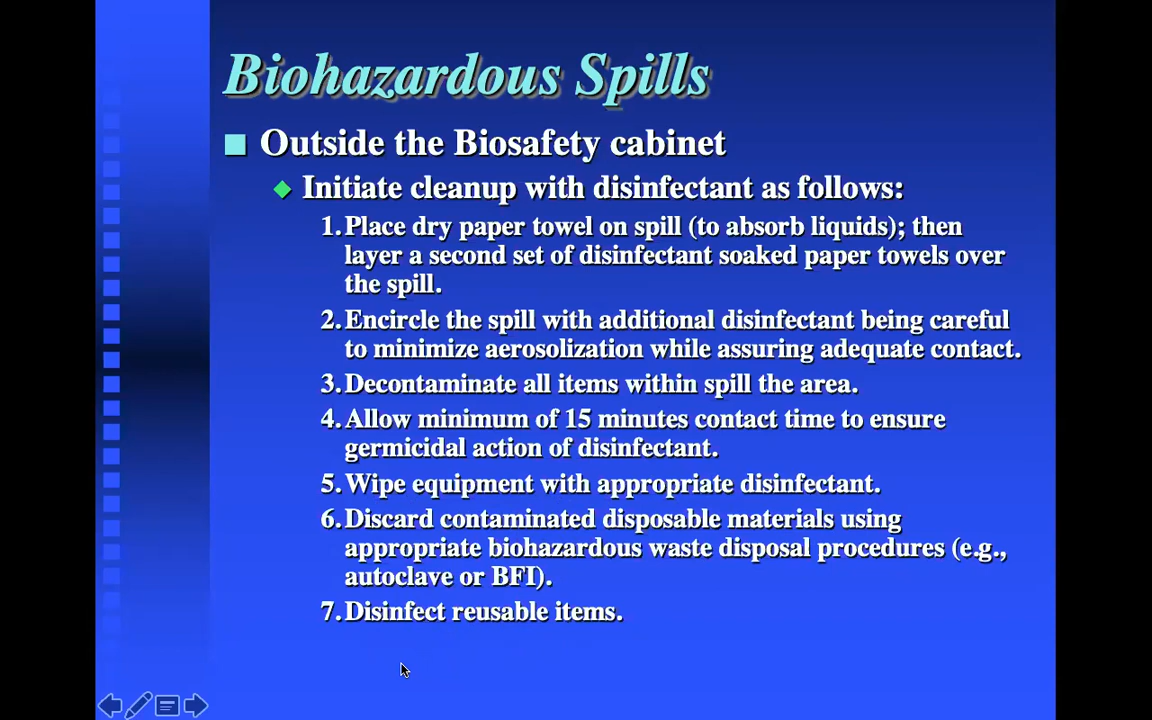 Biohazardous Spills
Outside the Biosafety cabinet
Initiate cleanup with disinfectant as follows:
1.Place dry paper towel on spill (to absorb liquids); then
layer a second set of disinfectant soaked paper towels over
the spill.
2.Encircle the spill with additional disinfectant being careful
to minimize aerosolization while assuring adequate contact.
3.Decontaminate all items within spill the area.
4.Allow minimum of 15 minutes contact time to ensure
germicidal action of disinfectant.
5.Wipe equipment with appropriate disinfectant.
6.Discard contaminated disposable materials using
appropriate biohazardous waste disposal procedures (e.g.,
autoclave or BFI).
7.Disinfect reusable items.